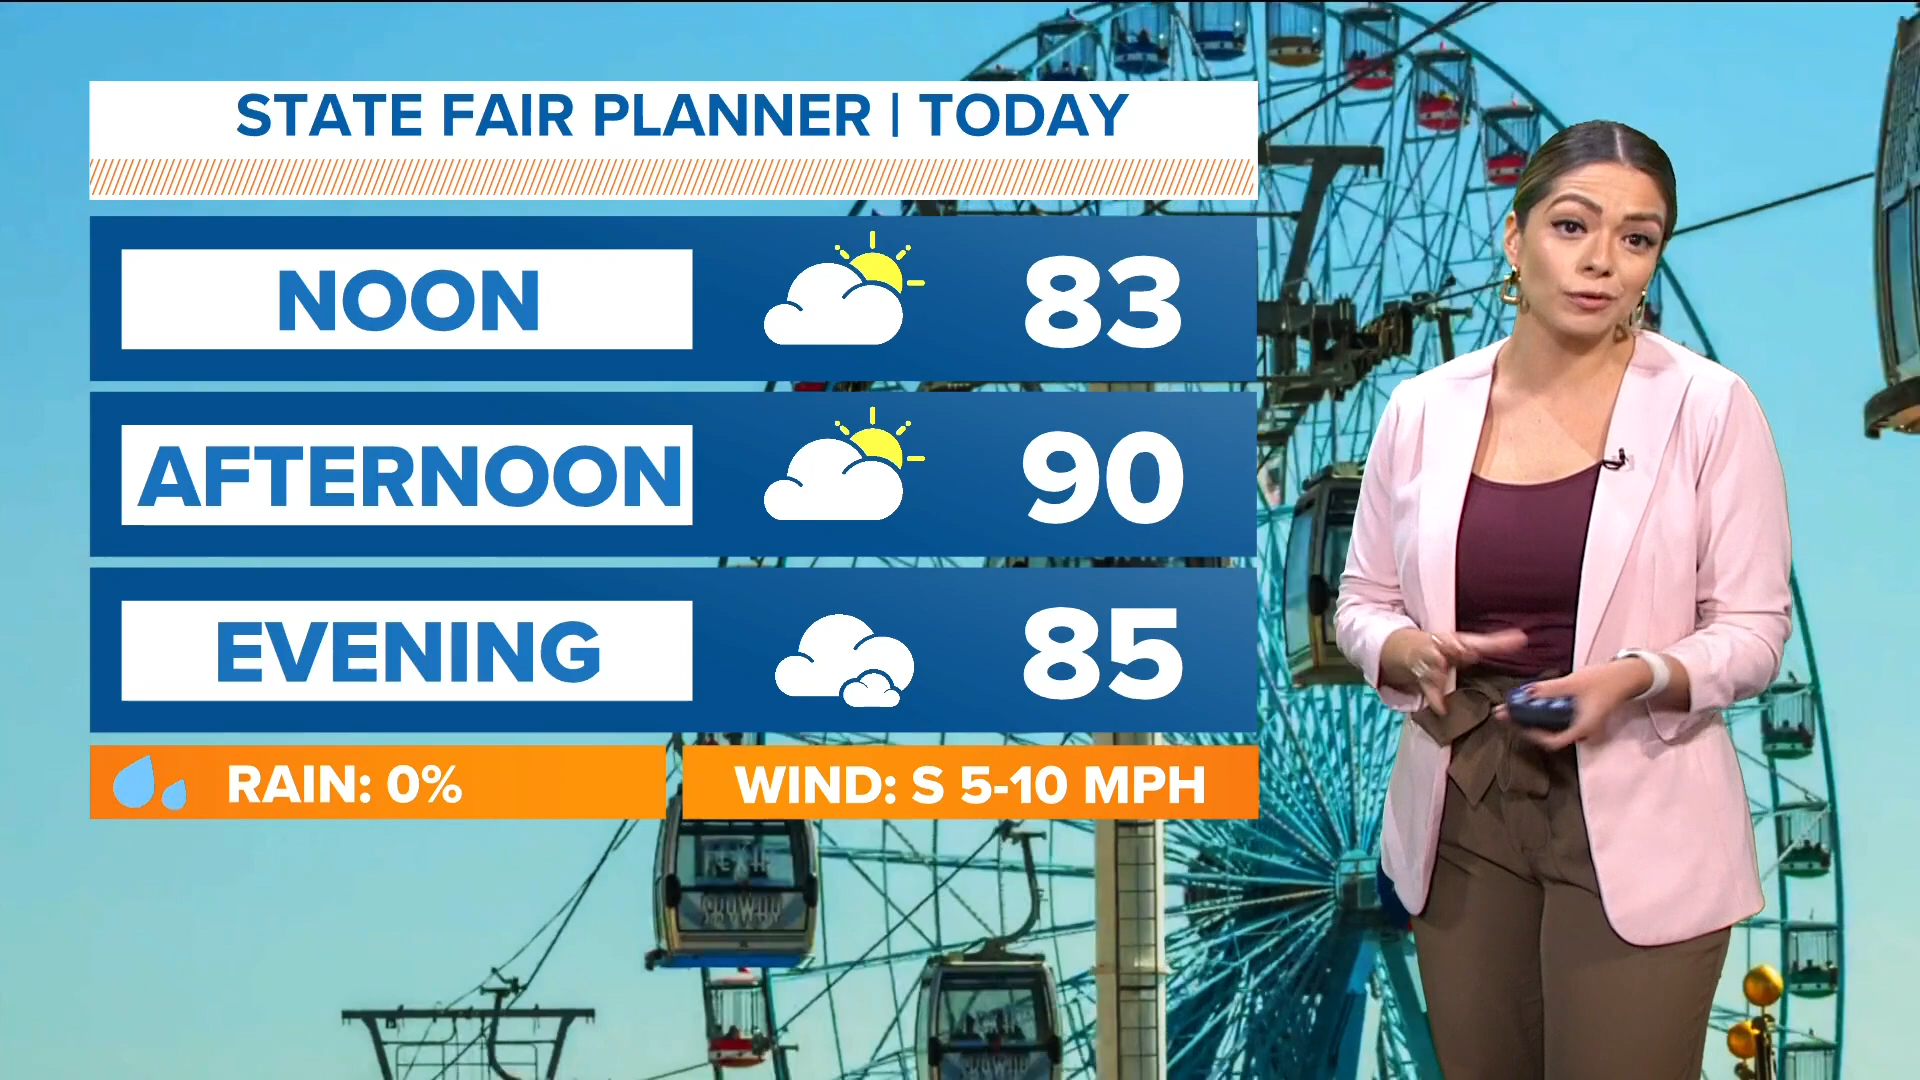 STATE FAIR PLANNER | TODAY
NOON
83
AFTERNOON
90
EVENING
85
RAIN: 0%
WIND: S 5-10 MPH